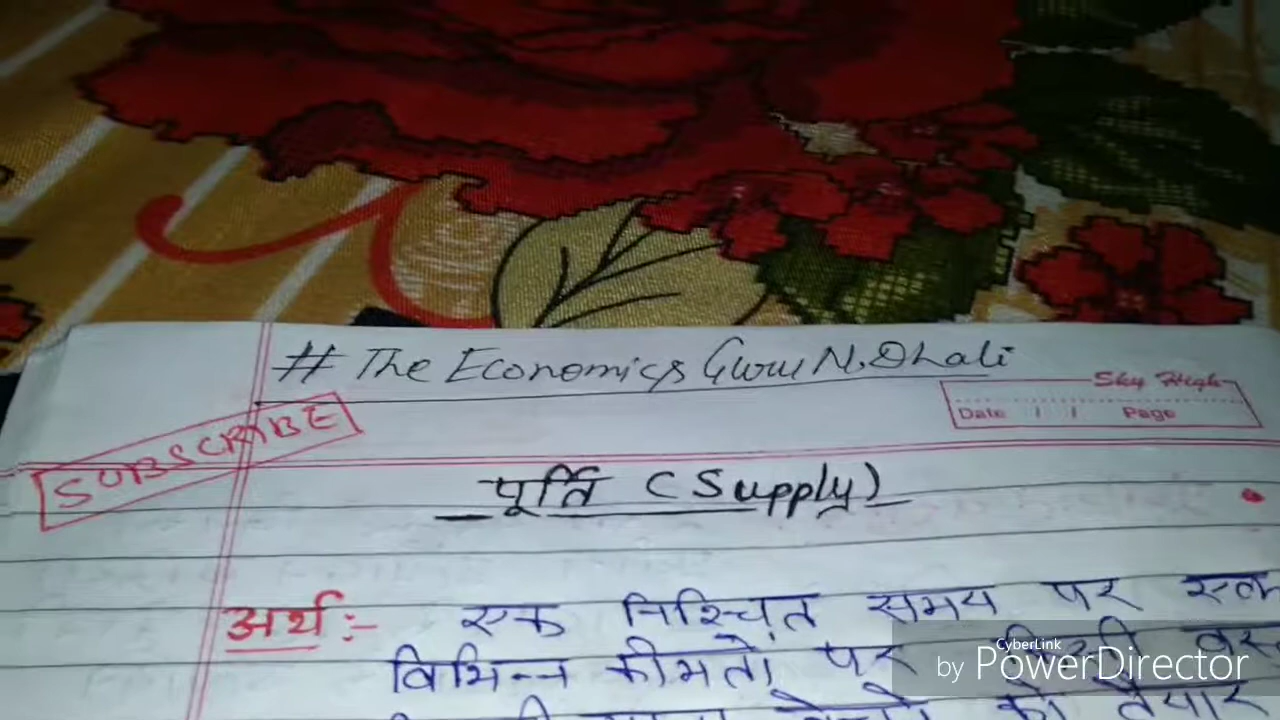 # The Economics Guru N. Dhali
Sky High
Date / / Page
SUBSCRIBE
पूर्ति (Supply)
अर्थ :- एक निश्चित समय पर एक
विभिन्न कीमतों पर किसी
को तैयार
CyberLink
by PowerDirector